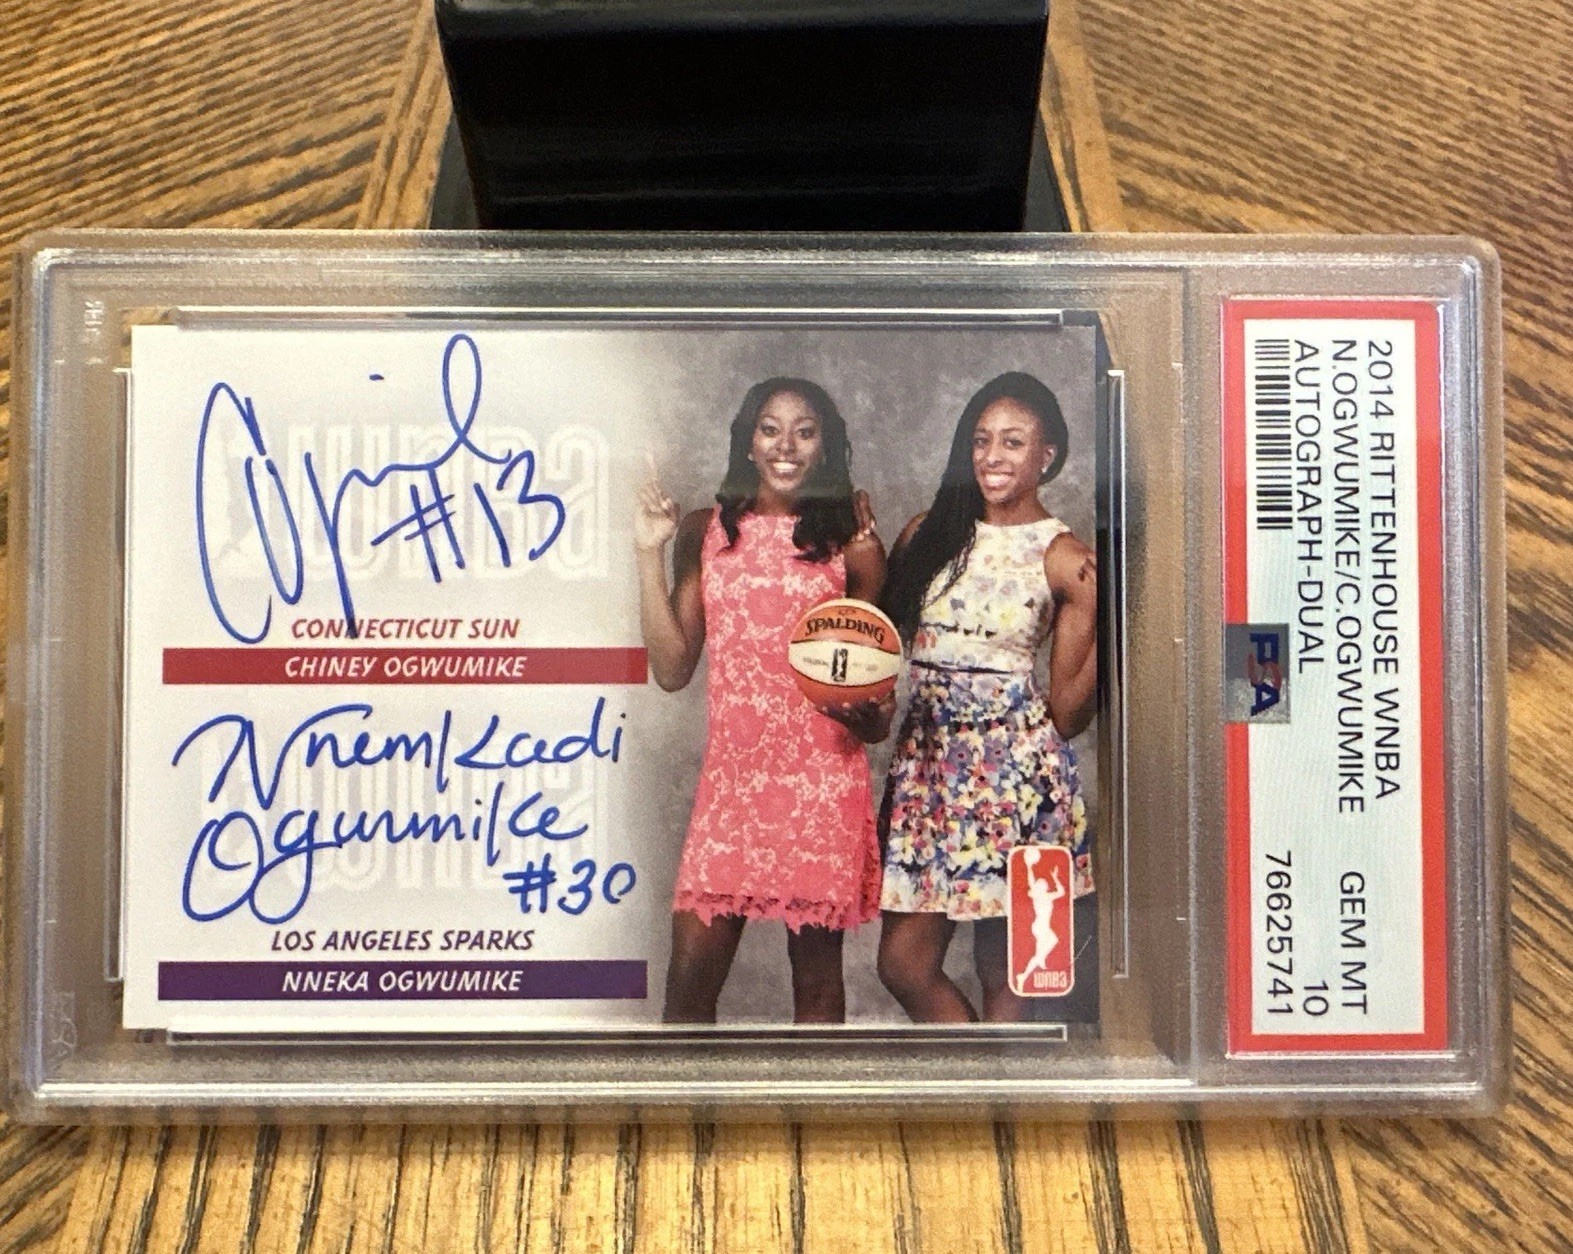 Chiney #13
CONNECTICUT SUN
CHINEY OGWUMIKE
Nnemkadi
Ogwumike
#30
LOS ANGELES SPARKS
NNEKA OGWUMIKE
SPALDING
WNBA
2014 RITTENHOUSE WNBA
N.OGWUMIKE/C.OGWUMIKE GEM MT
AUTOGRAPH-DUAL 10
76625741
PSA